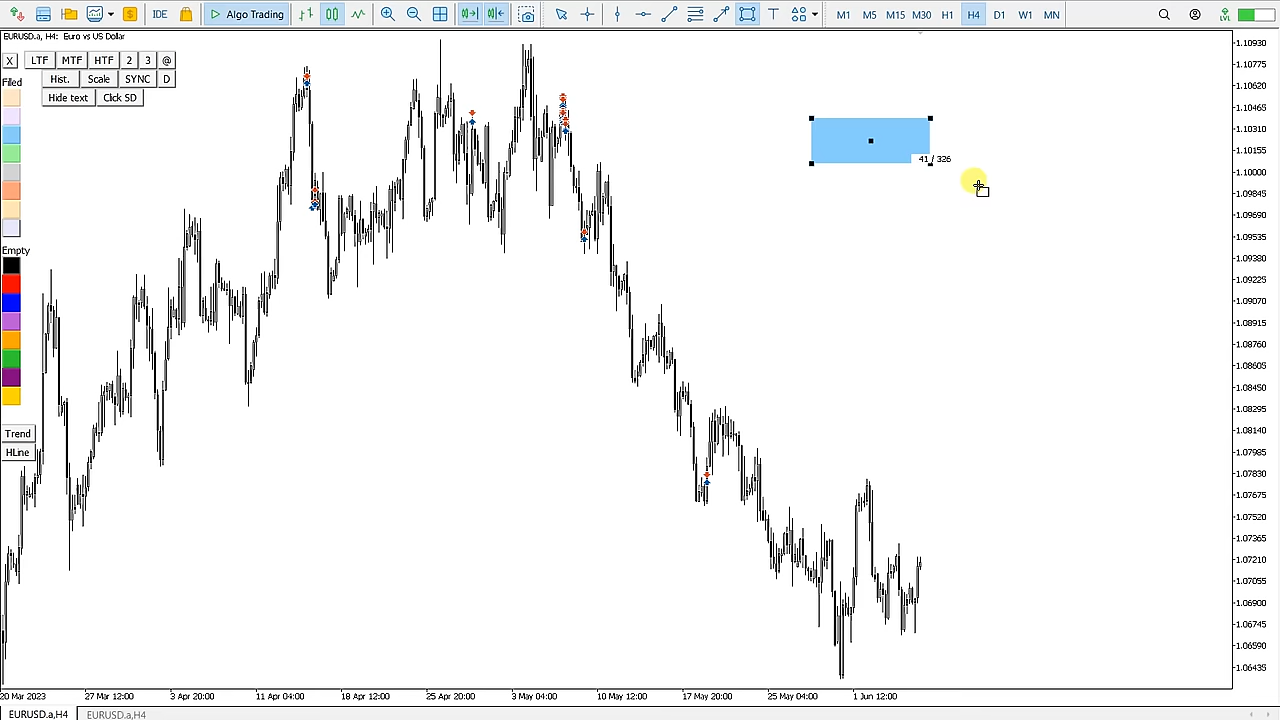 IDE Algo Trading M1 M5 M15 M30 H1 H4 D1 W1 MN LVL
EURUSD.a, H4: Euro vs US Dollar
X LTF MTF HTF 2 3 @
Hist. Scale SYNC D
Hide text Click SD
Filled
Empty
Trend
HLine
41 / 326
1.10930
1.10775
1.10620
1.10465
1.10310
1.10155
1.10000
1.09845
1.09690
1.09535
1.09380
1.09225
1.09070
1.08915
1.08760
1.08605
1.08450
1.08295
1.08140
1.07985
1.07830
1.07675
1.07520
1.07365
1.07210
1.07055
1.06900
1.06745
1.06590
1.06435
20 Mar 2023 27 Mar 12:00 3 Apr 20:00 11 Apr 04:00 18 Apr 12:00 25 Apr 20:00 3 May 04:00 10 May 12:00 17 May 20:00 25 May 04:00 1 Jun 12:00
EURUSD.a,H4 EURUSD.a,H4